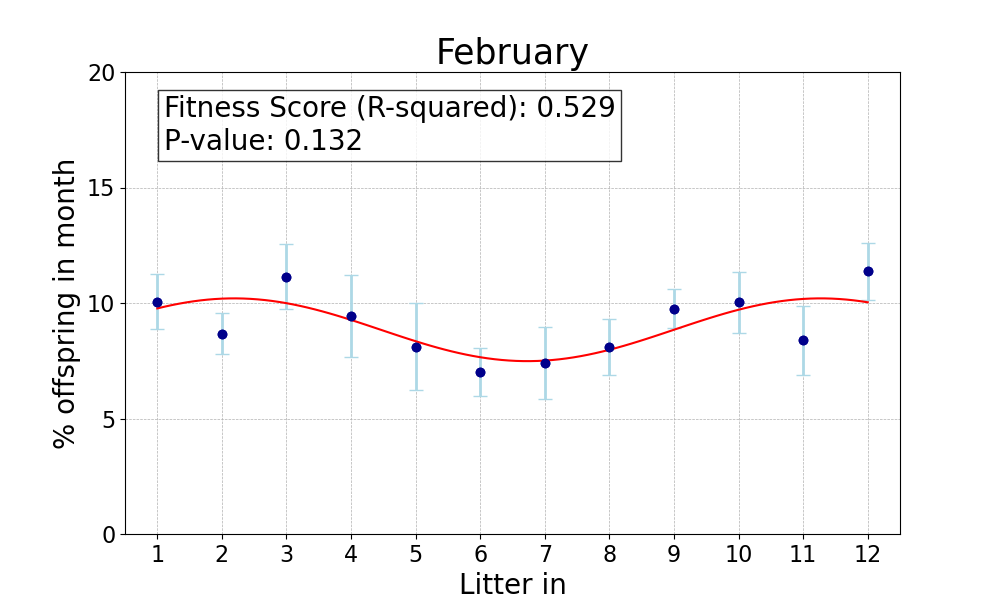 February
Fitness Score (R-squared): 0.529
P-value: 0.132
% offspring in month
20
15
10
5
0
1 2 3 4 5 6 7 8 9 10 11 12
Litter in